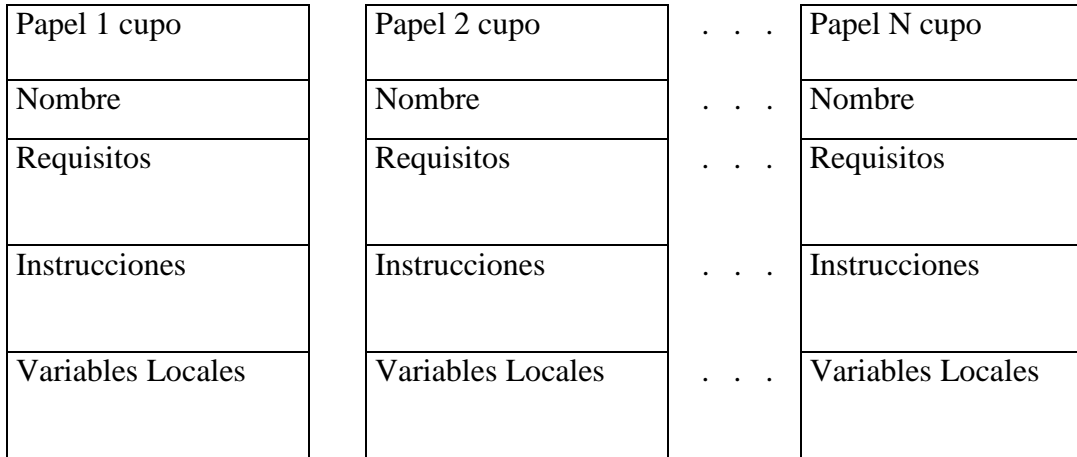 Papel 1 cupo Papel 2 cupo . . . Papel N cupo
Nombre Nombre . . . Nombre
Requisitos Requisitos . . . Requisitos
Instrucciones Instrucciones . . . Instrucciones
Variables Locales Variables Locales . . . Variables Locales